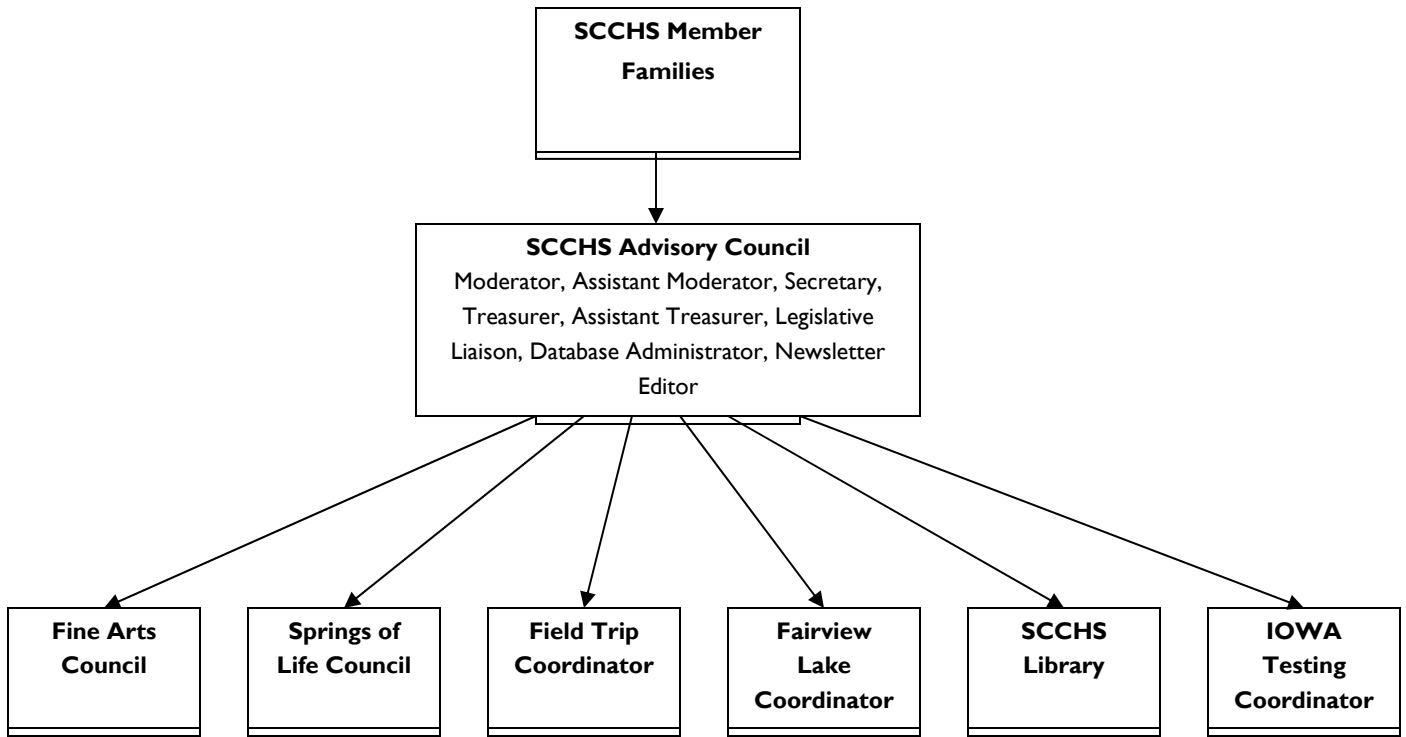 SCCHS Member
Families
SCCHS Advisory Council
Moderator, Assistant Moderator, Secretary,
Treasurer, Assistant Treasurer, Legislative
Liaison, Database Administrator, Newsletter
Editor
Fine Arts
Council
Springs of
Life Council
Field Trip
Coordinator
Fairview
Lake
Coordinator
SCCHS
Library
IOWA
Testing
Coordinator